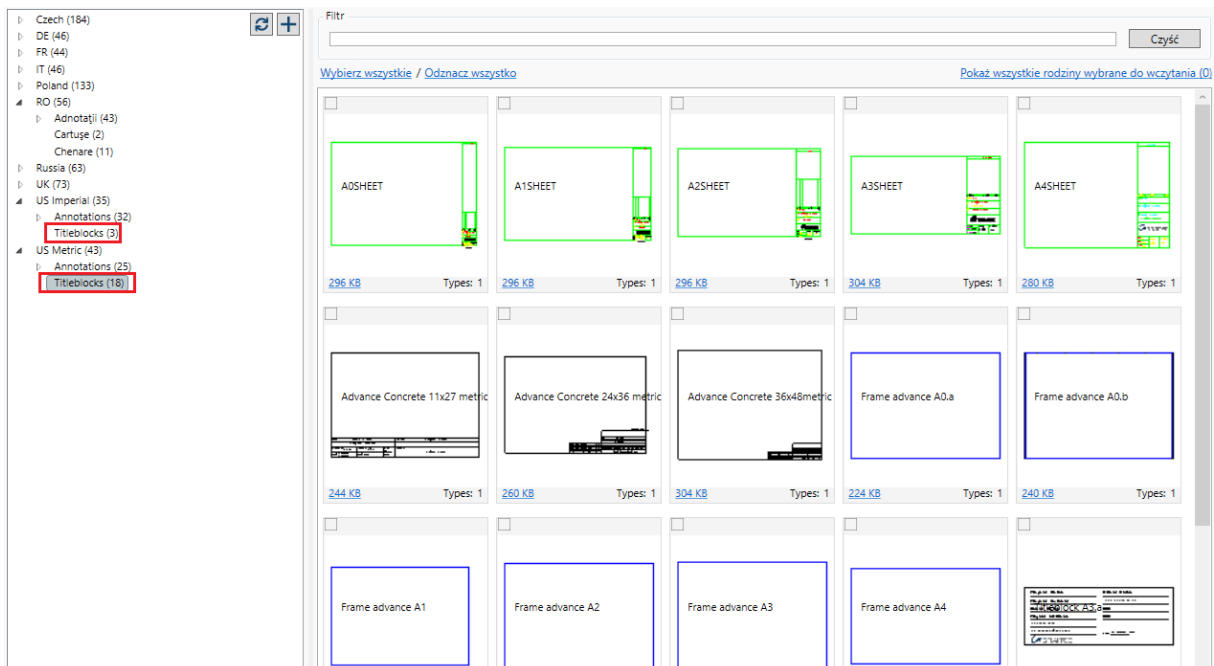 Czech (184)
DE (46)
FR (44)
IT (46)
Poland (133)
RO (56)
Adnotații (43)
Cartușe (2)
Chenare (11)
Russia (63)
UK (73)
US Imperial (35)
Annotations (32)
Titleblocks (3)
US Metric (43)
Annotations (25)
Titleblocks (18)
Filtr
Czyść
Wybierz wszystkie / Odznacz wszystko
Pokaż wszystkie rodziny wybrane do wczytania (0)
A0SHEET
A1SHEET
A2SHEET
A3SHEET
A4SHEET
296 KB Types: 1
296 KB Types: 1
296 KB Types: 1
304 KB Types: 1
280 KB Types: 1
Advance Concrete 11x27 metric
Advance Concrete 24x36 metric
Advance Concrete 36x48metric
Frame advance A0.a
Frame advance A0.b
244 KB Types: 1
260 KB Types: 1
304 KB Types: 1
224 KB Types: 1
240 KB Types: 1
Frame advance A1
Frame advance A2
Frame advance A3
Frame advance A4
Titleblock A3.a